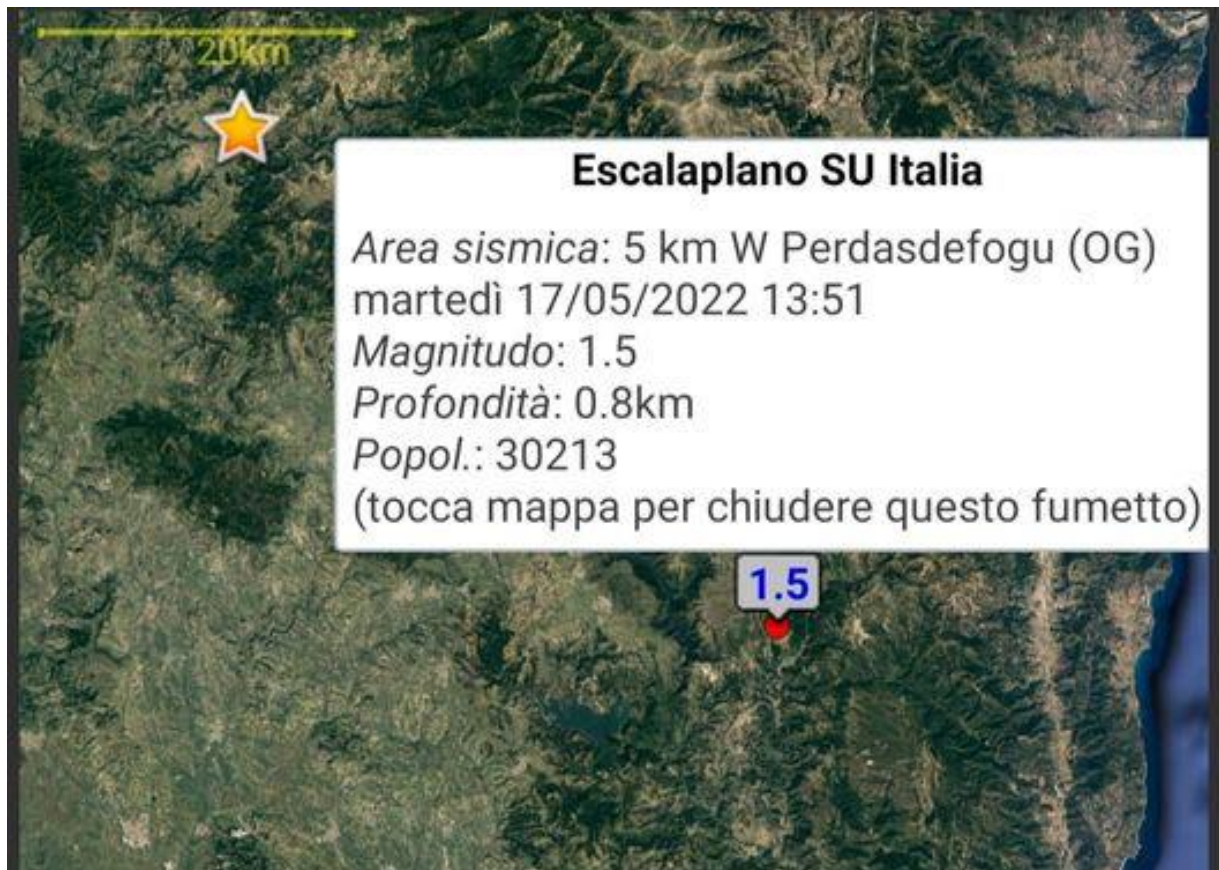 20km
Escalaplano SU Italia
Area sismica: 5 km W Perdasdefogu (OG)
martedì 17/05/2022 13:51
Magnitudo: 1.5
Profondità: 0.8km
Popol.: 30213
(tocca mappa per chiudere questo fumetto)
1.5